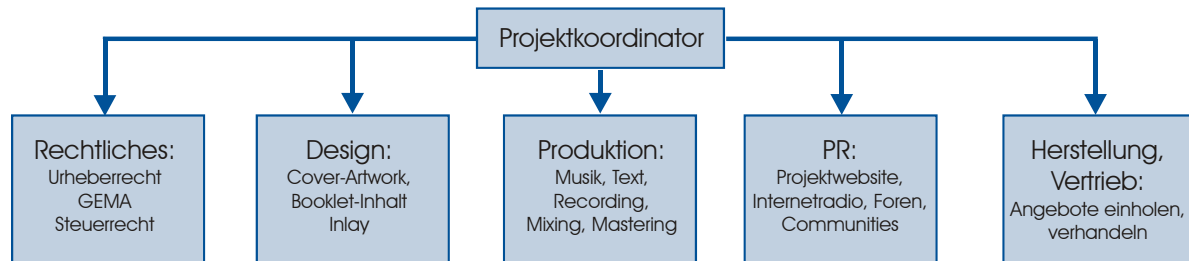 Projektkoordinator
Rechtliches:
Urheberrecht
GEMA
Steuerrecht
Design:
Cover-Artwork,
Booklet-Inhalt
Inlay
Produktion:
Musik, Text,
Recording,
Mixing, Mastering
PR:
Projektwebsite,
Internetradio, Foren,
Communities
Herstellung,
Vertrieb:
Angebote einholen,
verhandeln